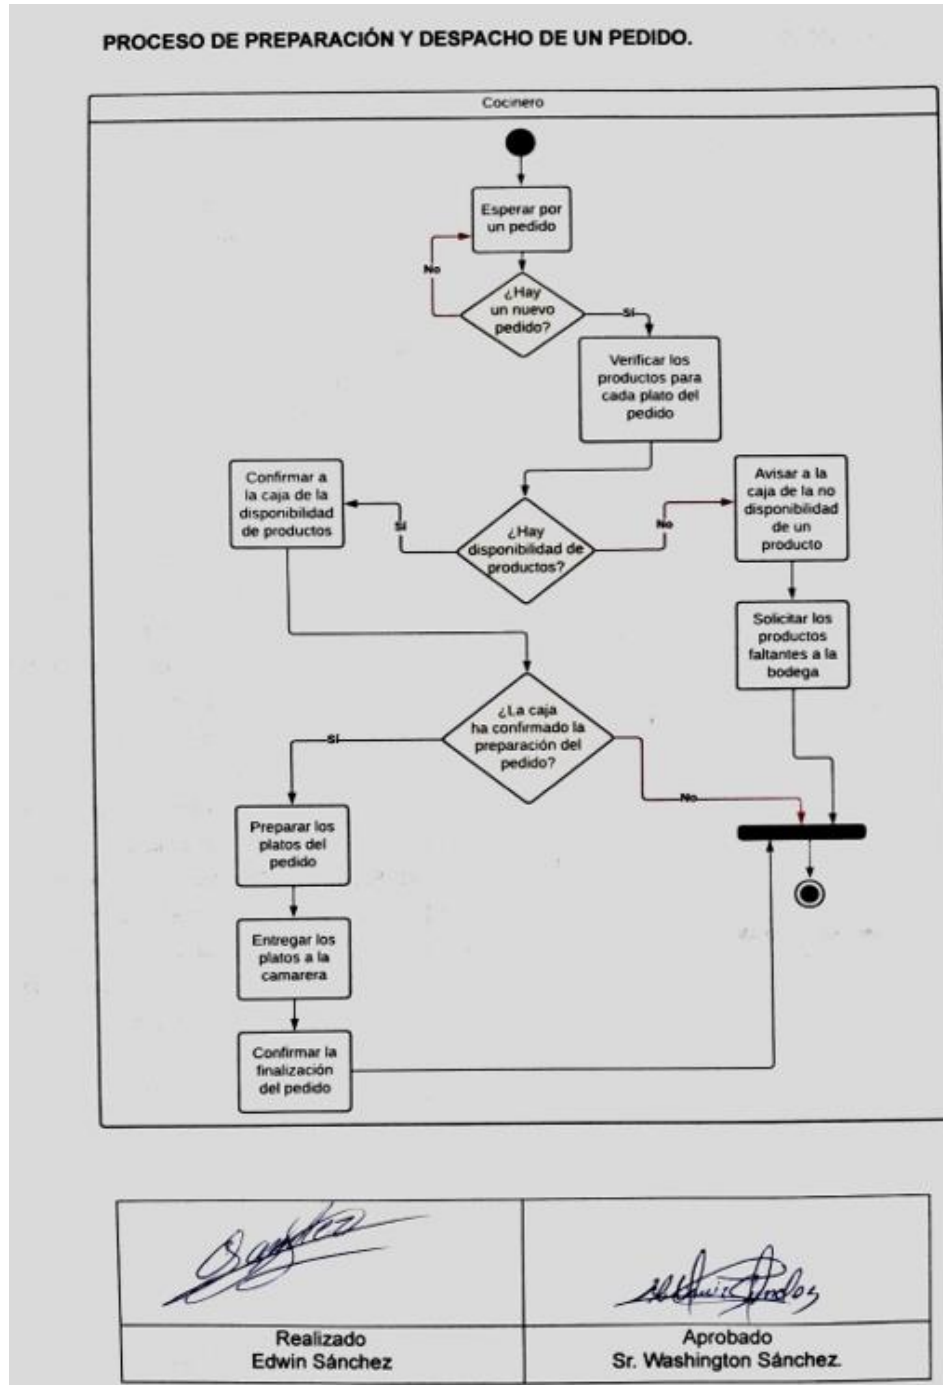 PROCESO DE PREPARACIÓN Y DESPACHO DE UN PEDIDO.
Cocinero
Esperar por
un pedido
No
¿Hay
un nuevo
pedido?
Sí
Verificar los
productos para
cada plato del
pedido
Confirmar a
la caja de la
disponibilidad
de productos
Sí
¿Hay
disponibilidad de
productos?
No
Avisar a la
caja de la no
disponibilidad
de un
producto
Solicitar los
productos
faltantes a la
bodega
¿La caja
ha confirmado la
preparación del
pedido?
Sí
No
Preparar los
platos del
pedido
Entregar los
platos a la
camarera
Confirmar la
finalización
del pedido
Realizado
Edwin Sánchez
Aprobado
Sr. Washington Sánchez.